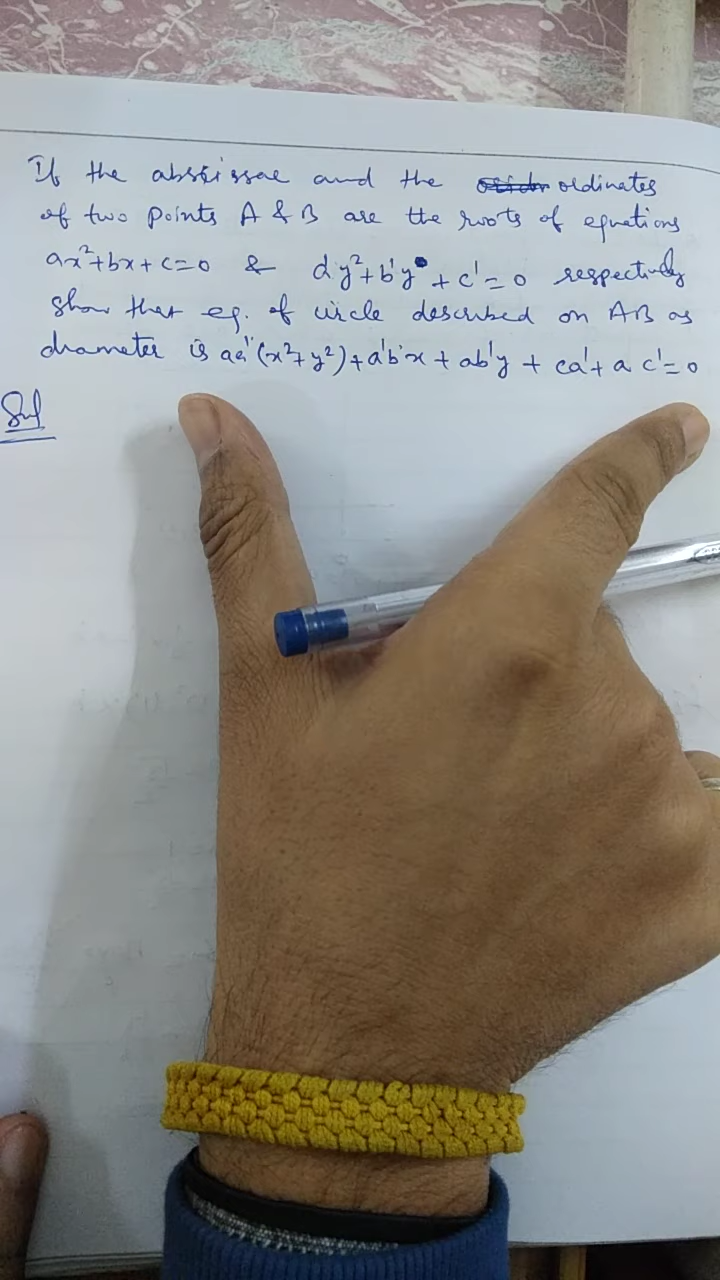 If the abscissae and the ordinates
of two points A & B are the roots of equations
ax²+bx+c=0 & a'y²+b'y+c'=0 respectively
show that eq. of circle described on AB as
diameter is aa'(x²+y²)+a'b'x+ab'y+ca'+ac'=0
Sol